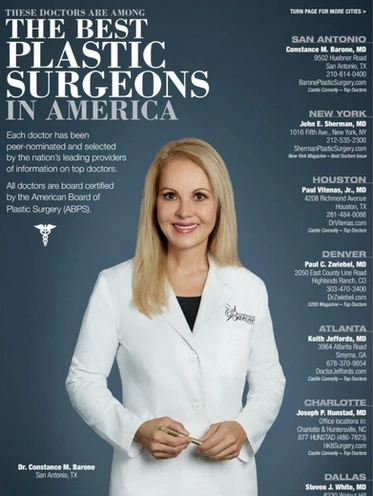 THESE DOCTORS ARE AMONG
THE BEST
PLASTIC
SURGEONS
IN AMERICA
Each doctor has been
peer-nominated and selected
by the nation's leading providers
of information on top doctors.
All doctors are board certified
by the American Board of
Plastic Surgery (ABPS).
Dr. Constance M. Barone
San Antonio, TX
TURN PAGE FOR MORE CITIES >
SAN ANTONIO
Constance M. Barone, MD
9502 Huebner Road
San Antonio, TX
210-614-0400
BaronePlasticSurgery.com
Castle Connolly – Top Doctors
NEW YORK
John E. Sherman, MD
1016 Fifth Ave., New York, NY
212-535-2300
ShermanPlasticSurgery.com
New York Magazine – Best Doctors Issue
HOUSTON
Paul Vitenas, Jr., MD
4208 Richmond Avenue
Houston, TX
281-484-0088
DrVitenas.com
Castle Connolly – Top Doctors
DENVER
Paul C. Zwiebel, MD
2050 East County Line Road
Highlands Ranch, CO
303-470-3400
DrZwiebel.com
5280 Magazine – Top Doctors
ATLANTA
Keith Jeffords, MD
3964 Atlanta Road
Smyrna, GA
678-370-9854
DoctorJeffords.com
Castle Connolly – Top Doctors
CHARLOTTE
Joseph P. Hunstad, MD
Office locations in:
Charlotte & Huntersville, NC
877-HUNSTAD (486-7823)
HKBSurgery.com
Castle Connolly – Top Doctors
DALLAS
Steven J. White, MD
8230 Walnut Hill